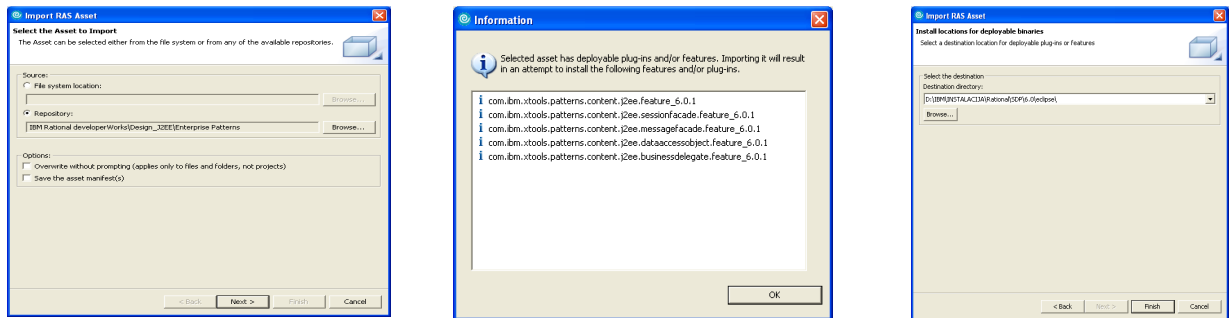 Import RAS Asset
Select the Asset to Import
The Asset can be selected either from the file system or from any of the available repositories.
Source:
File system location:
Browse...
Repository:
IBM Rational developerWorks\Design_J2EE\Enterprise Patterns
Browse...
Options:
Overwrite without prompting (applies only to files and folders, not projects)
Save the asset manifest(s)
< Back Next > Finish Cancel
Information
Selected asset has deployable plug-ins and/or features. Importing it will result
in an attempt to install the following features and/or plug-ins.
com.ibm.xtools.patterns.content.j2ee.feature_6.0.1
com.ibm.xtools.patterns.content.j2ee.sessionfacade.feature_6.0.1
com.ibm.xtools.patterns.content.j2ee.messagefacade.feature_6.0.1
com.ibm.xtools.patterns.content.j2ee.dataaccessobject.feature_6.0.1
com.ibm.xtools.patterns.content.j2ee.businessdelegate.feature_6.0.1
OK
Import RAS Asset
Install locations for deployable binaries
Select a destination location for deployable plug-ins or features
Select the destination
Destination directory:
D:\IBM\INSTALACIJA\Rational\SDP\6.0\eclipse\
Browse...
< Back Next > Finish Cancel